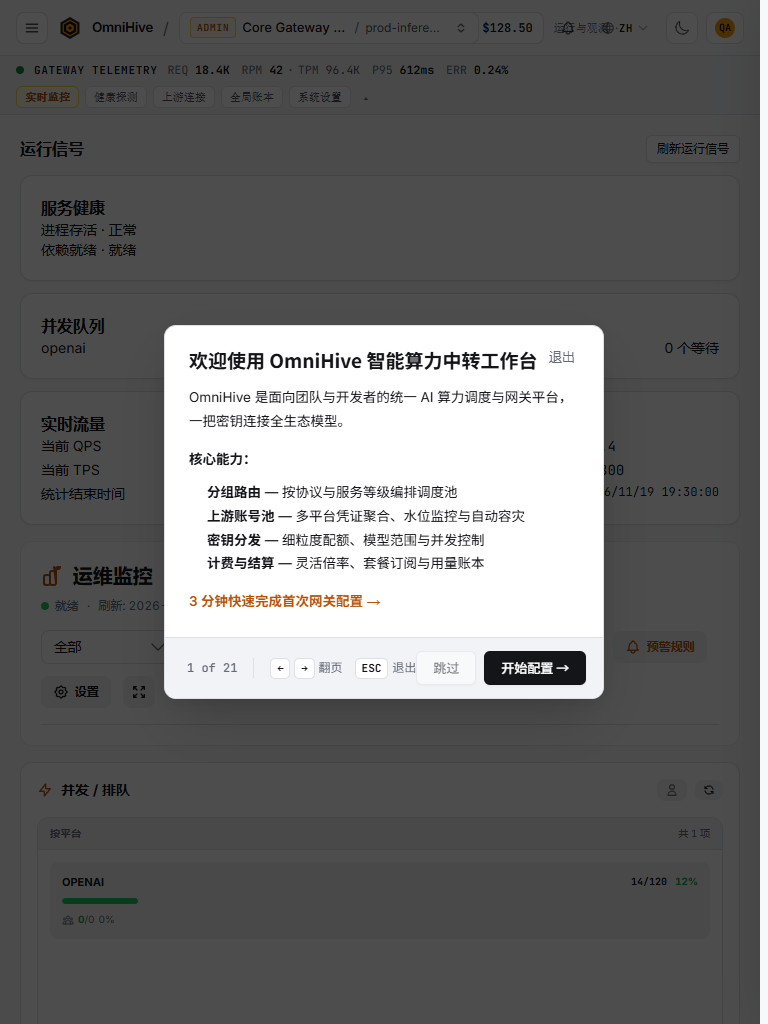 OmniHive / ADMIN Core Gateway ... / prod-infere... $128.50 ZH QA
GATEWAY TELEMETRY REQ 18.4K RPM 42 · TPM 96.4K P95 612ms ERR 0.24%
实时监控 健康探测 上游连接 全局账本 系统设置
运行信号 刷新运行信号
服务健康
进程存活 · 正常
依赖就绪 · 就绪
并发队列
openai 0 个等待
实时流量
当前 QPS
当前 TPS
统计结束时间 6/11/19 19:30:00
欢迎使用 OmniHive 智能算力中转工作台 退出
OmniHive 是面向团队与开发者的统一 AI 算力调度与网关平台，
一把密钥连接全生态模型。
核心能力：
分组路由 — 按协议与服务等级编排调度池
上游账号池 — 多平台凭证聚合、水位监控与自动容灾
密钥分发 — 细粒度配额、模型范围与并发控制
计费与结算 — 灵活倍率、套餐订阅与用量账本
3 分钟快速完成首次网关配置 →
1 of 21 ← → 翻页 ESC 退出 跳过 开始配置 →
运维监控
就绪 · 刷新: 2026-
全部 预警规则
设置
并发 / 排队
按平台 共 1 项
OPENAI 14/120 12%
0/0 0%